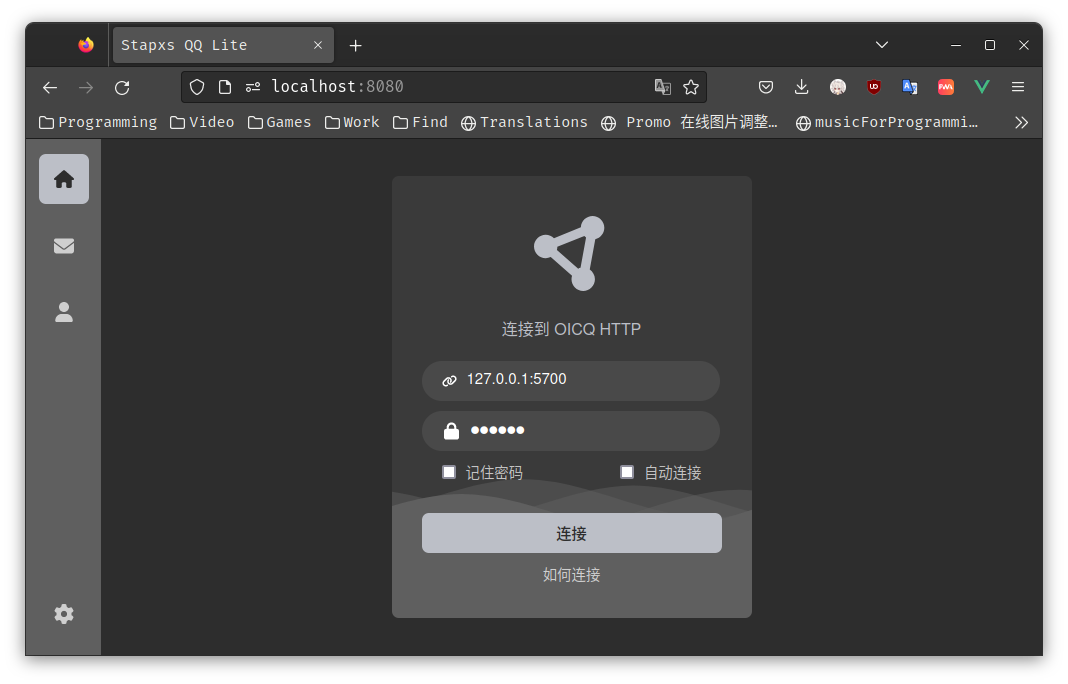 Stapxs QQ Lite
localhost:8080
Programming Video Games Work Find Translations Promo 在线图片调整… musicForProgrammi…
连接到 OICQ HTTP
127.0.0.1:5700
●●●●●●
记住密码 自动连接
连接
如何连接